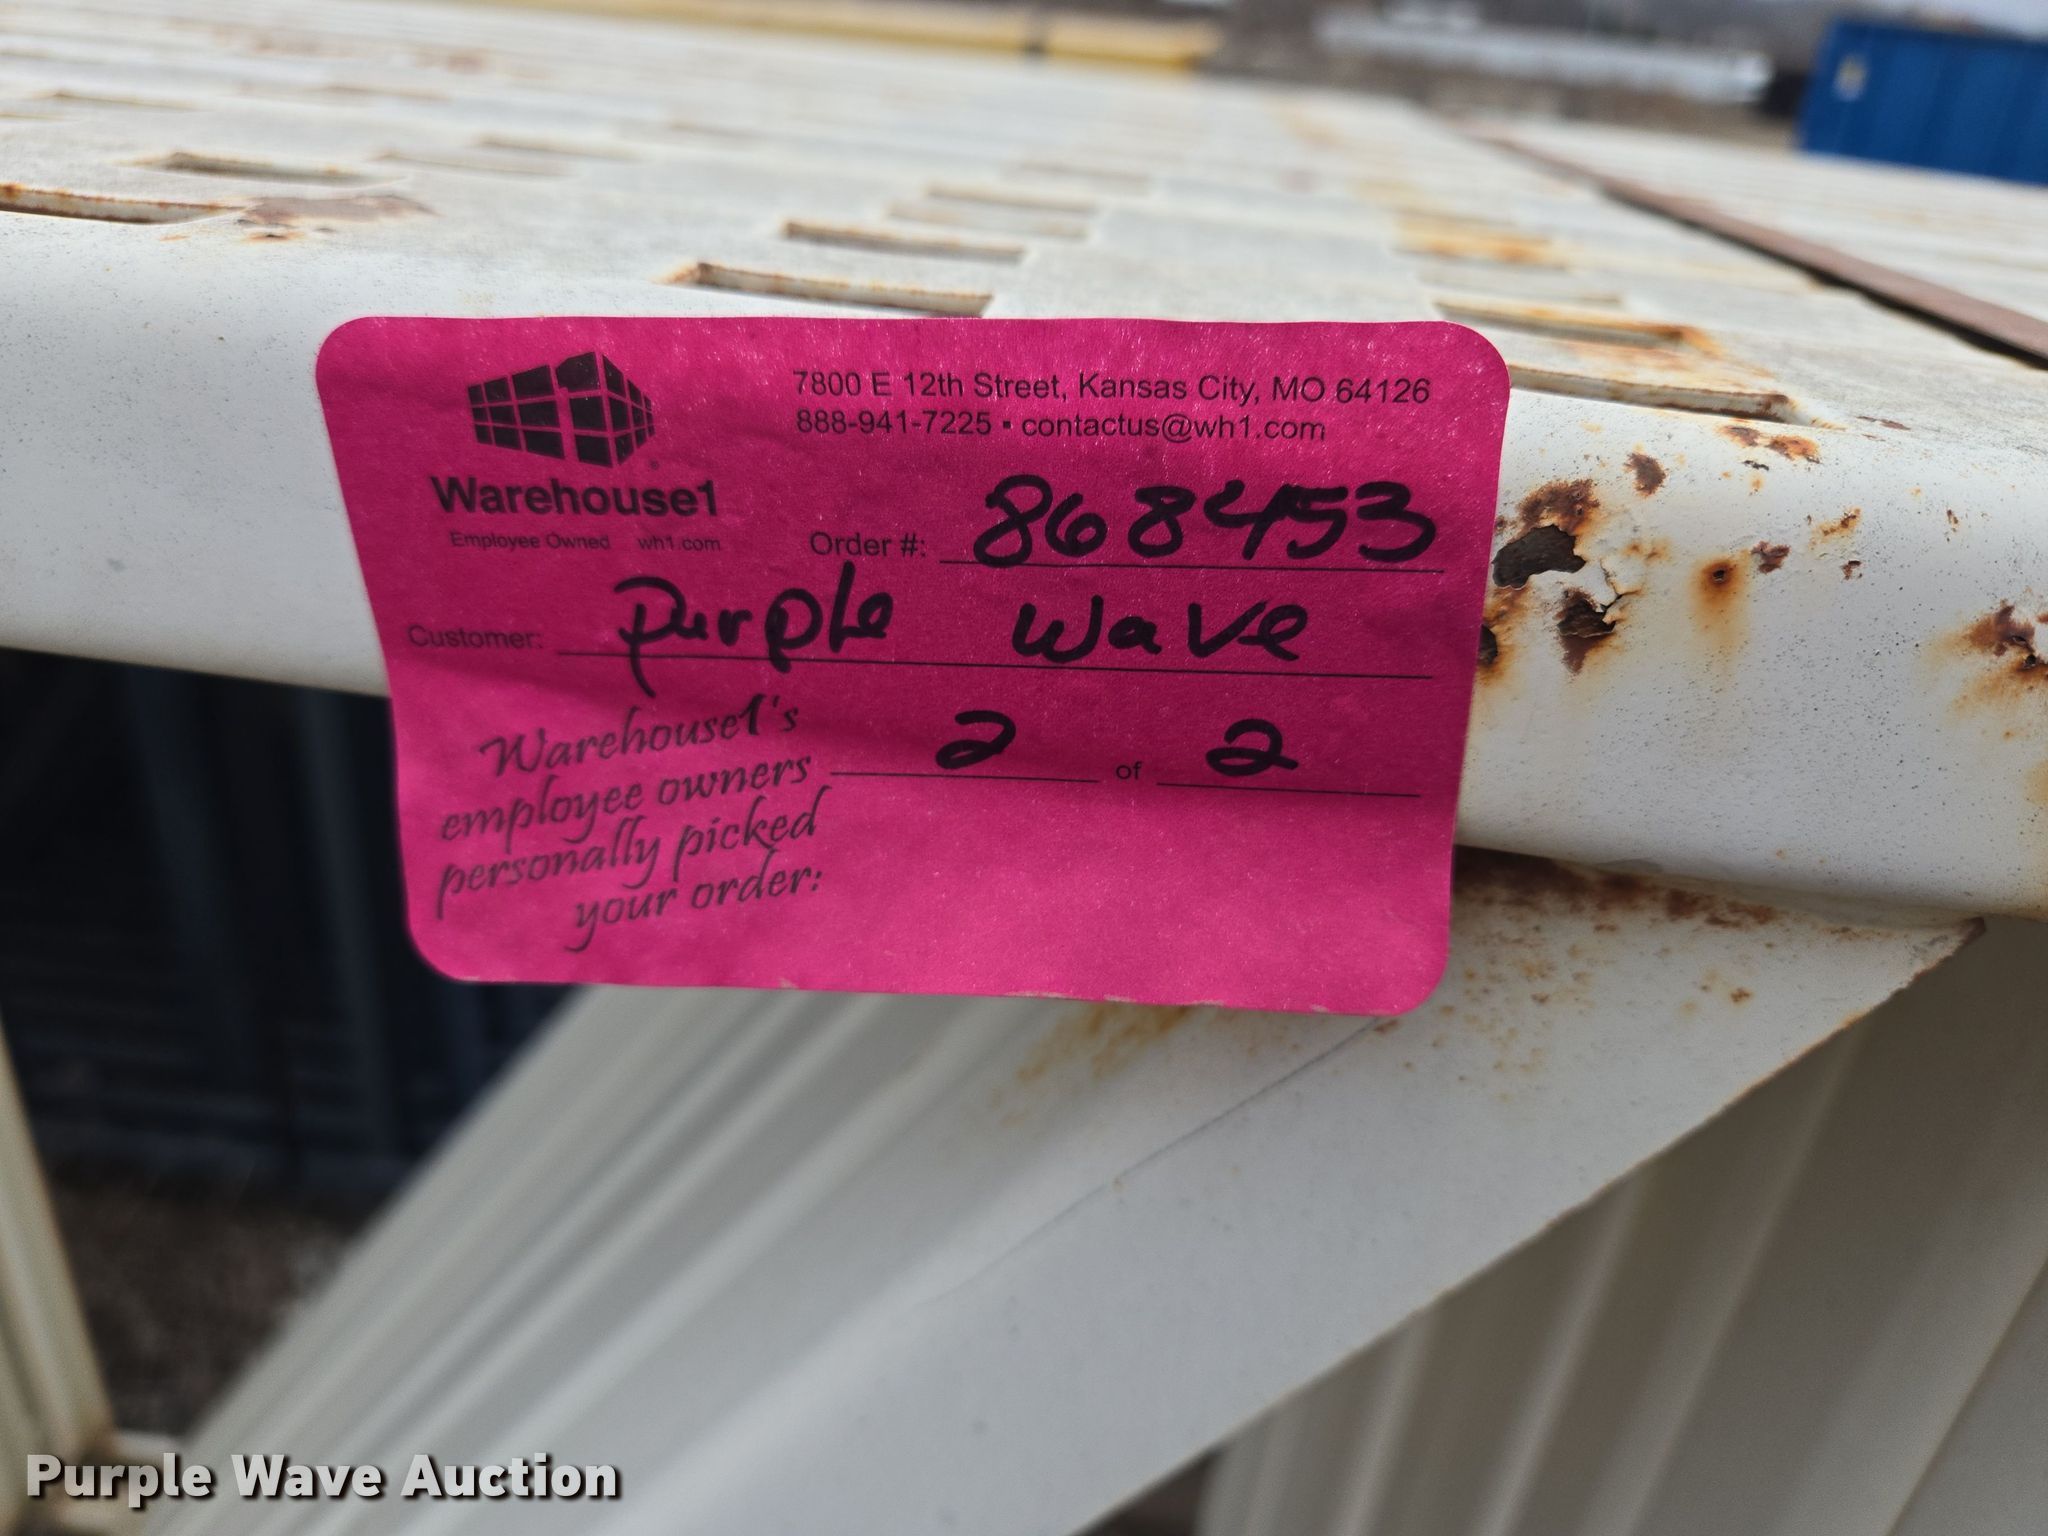 7800 E 12th Street, Kansas City, MO 64126
888-941-7225 ▪ contactus@wh1.com
Warehouse1
Employee Owned wh1.com
Order #: 868453
Customer: Purple Wave
2 of 2
Warehouse1's
employee owners
personally picked
your order:
Purple Wave Auction